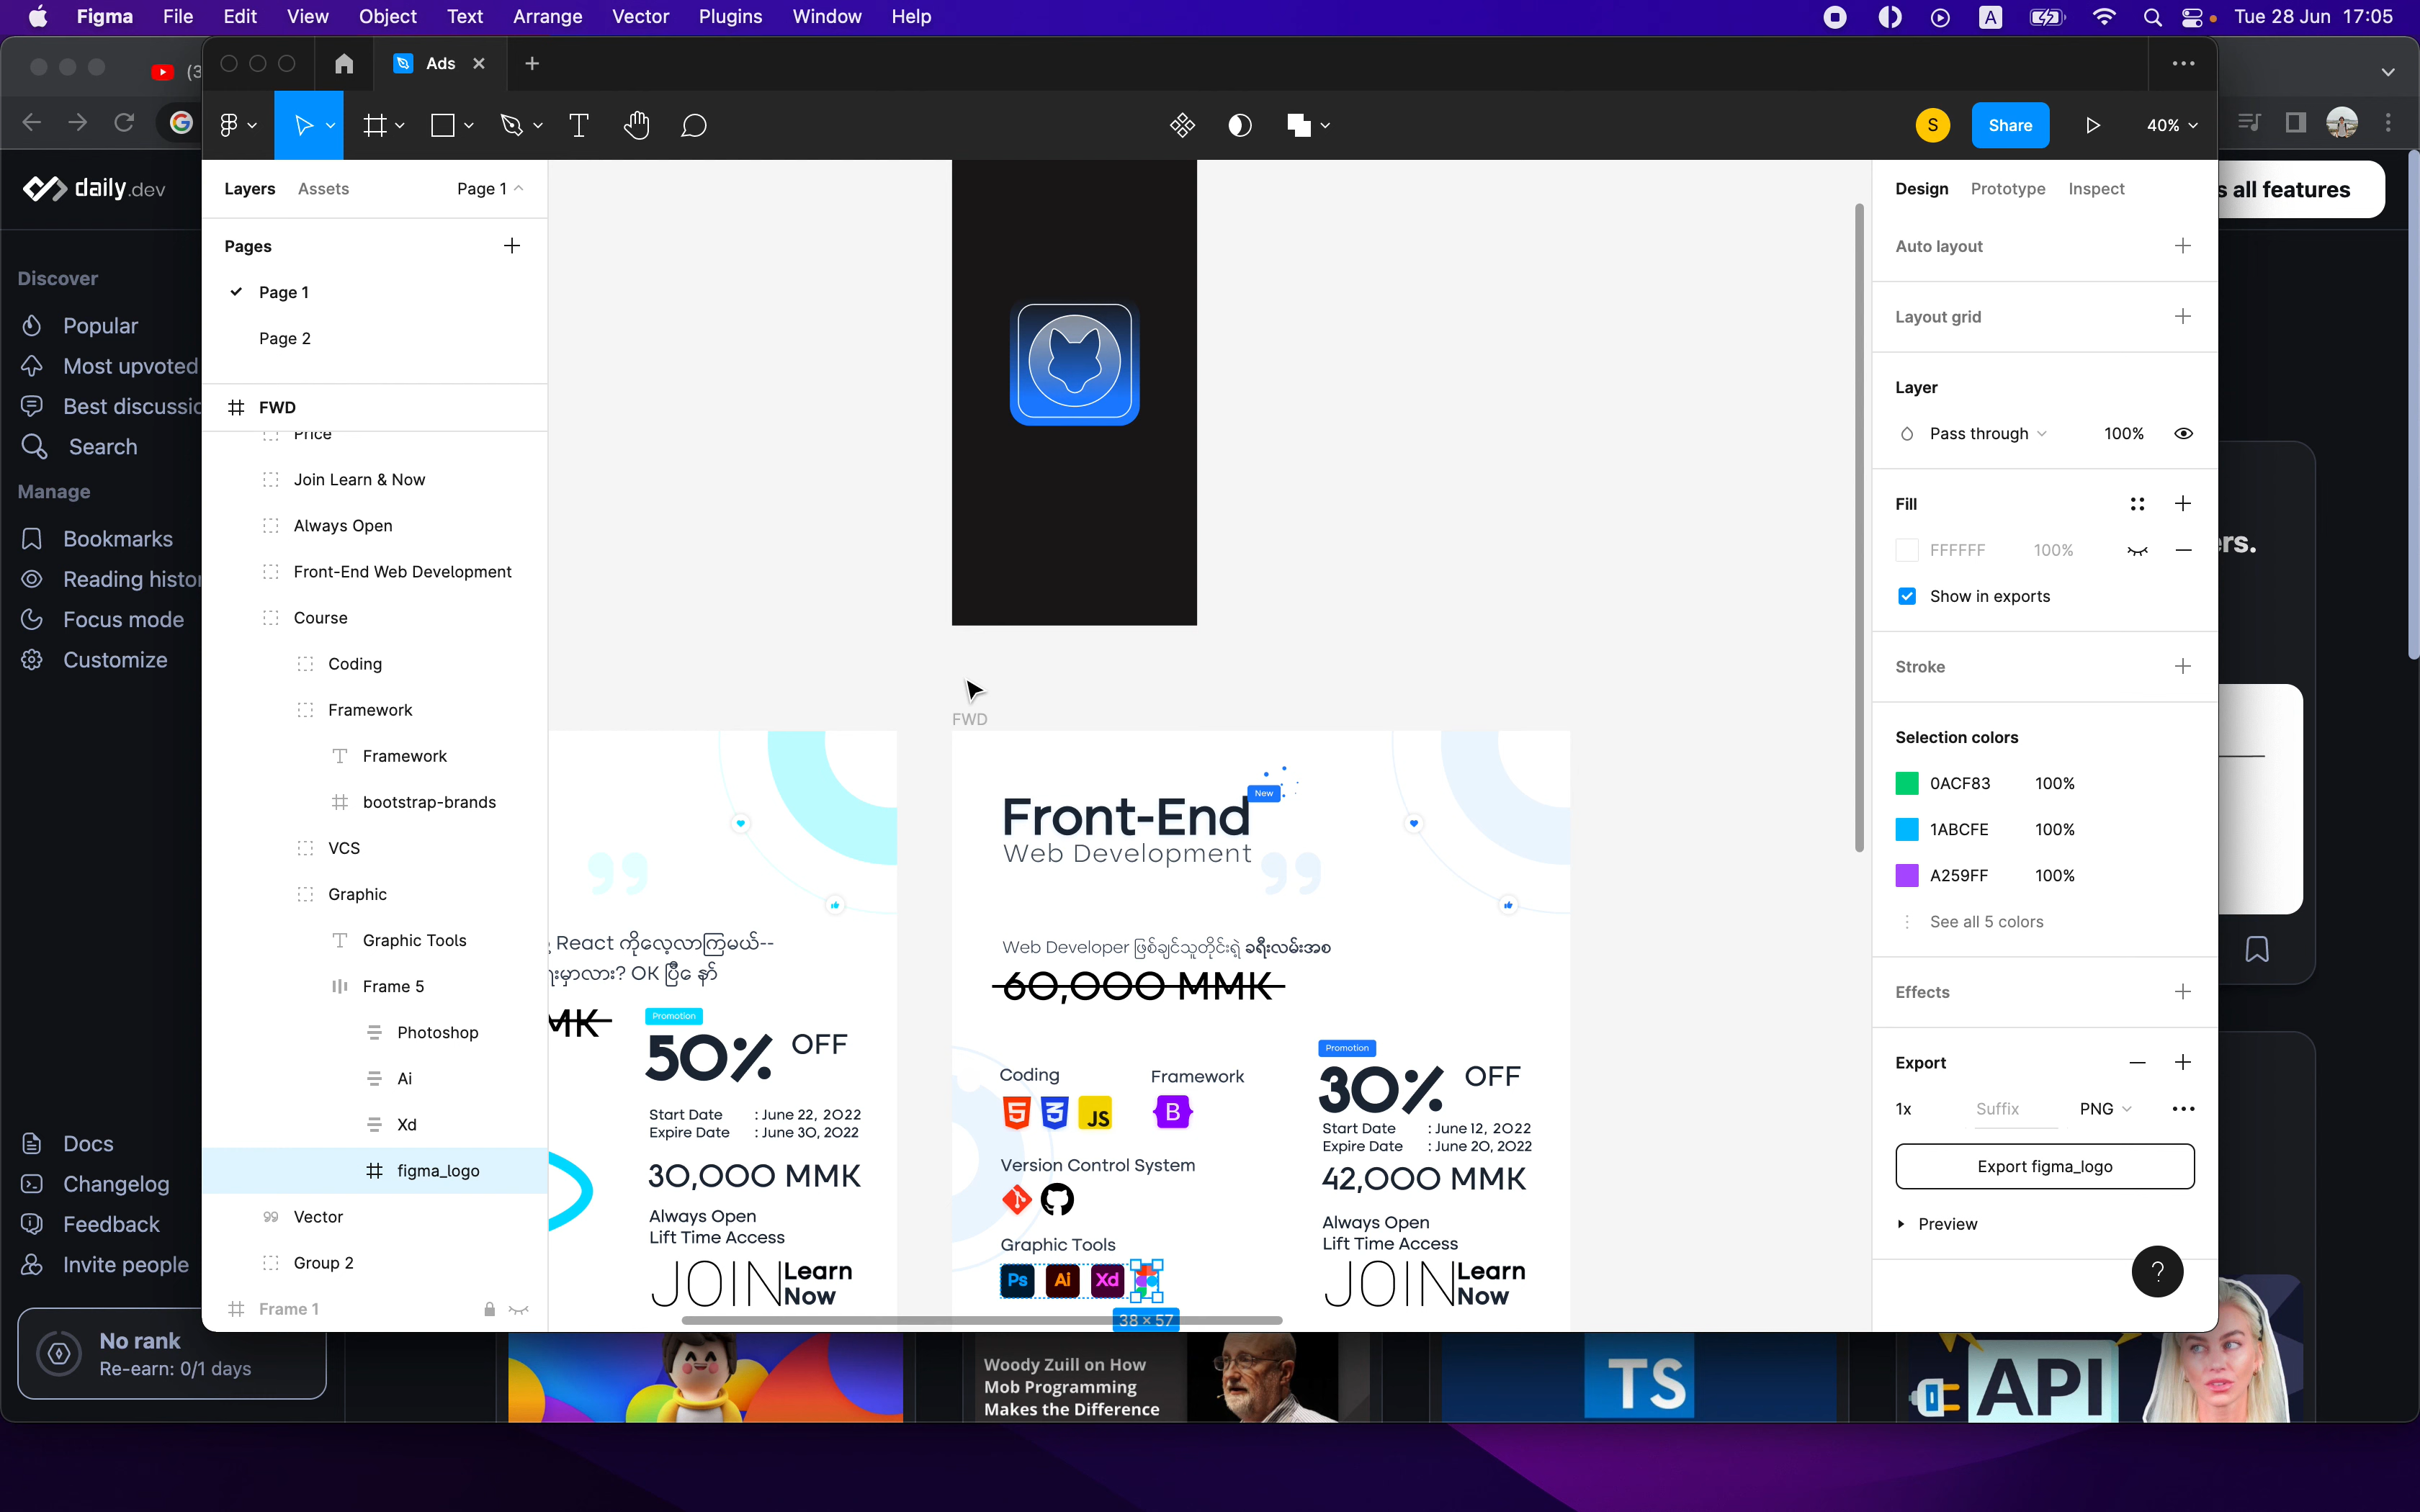 Figma File Edit View Object Text Arrange Vector Plugins Window Help
A
Tue 28 Jun 17:05
(3
Ads
S
Share
40%
daily.dev
s all features
Discover
Popular
Most upvoted
Best discussio
Search
Manage
Bookmarks
Reading histor
Focus mode
Customize
Docs
Changelog
Feedback
Invite people
No rank
Re-earn: 0/1 days
Layers Assets Page 1
Pages
Page 1
Page 2
FWD
Price
Join Learn & Now
Always Open
Front-End Web Development
Course
Coding
Framework
Framework
bootstrap-brands
VCS
Graphic
Graphic Tools
Frame 5
Photoshop
Ai
Xd
figma_logo
Vector
Group 2
Frame 1
React ကိုလေ့လာကြမယ်--
OK ပြီ
MK
Promotion
50% OFF
Start Date : June 22, 2022
Expire Date : June 30, 2022
30,000 MMK
Always Open
Lift Time Access
JOIN Learn Now
FWD
New
Front-End
Web Development
Web Developer ဖြစ်ချင်သူတိုင်းရဲ့ ခရီးလမ်းအစ
60,000 MMK
Coding
Framework
5 3 JS
B
Version Control System
Graphic Tools
Ps Ai Xd
38 × 57
Promotion
30% OFF
Start Date : June 12, 2022
Expire Date : June 20, 2022
42,000 MMK
Always Open
Lift Time Access
JOIN Learn Now
Design Prototype Inspect
Auto layout
Layout grid
Layer
Pass through 100%
Fill
FFFFFF 100%
Show in exports
Stroke
Selection colors
0ACF83 100%
1ABCFE 100%
A259FF 100%
See all 5 colors
Effects
Export
1x Suffix PNG
Export figma_logo
Preview
?
ers.
Woody Zuill on How
Mob Programming
Makes the Difference
TS
API